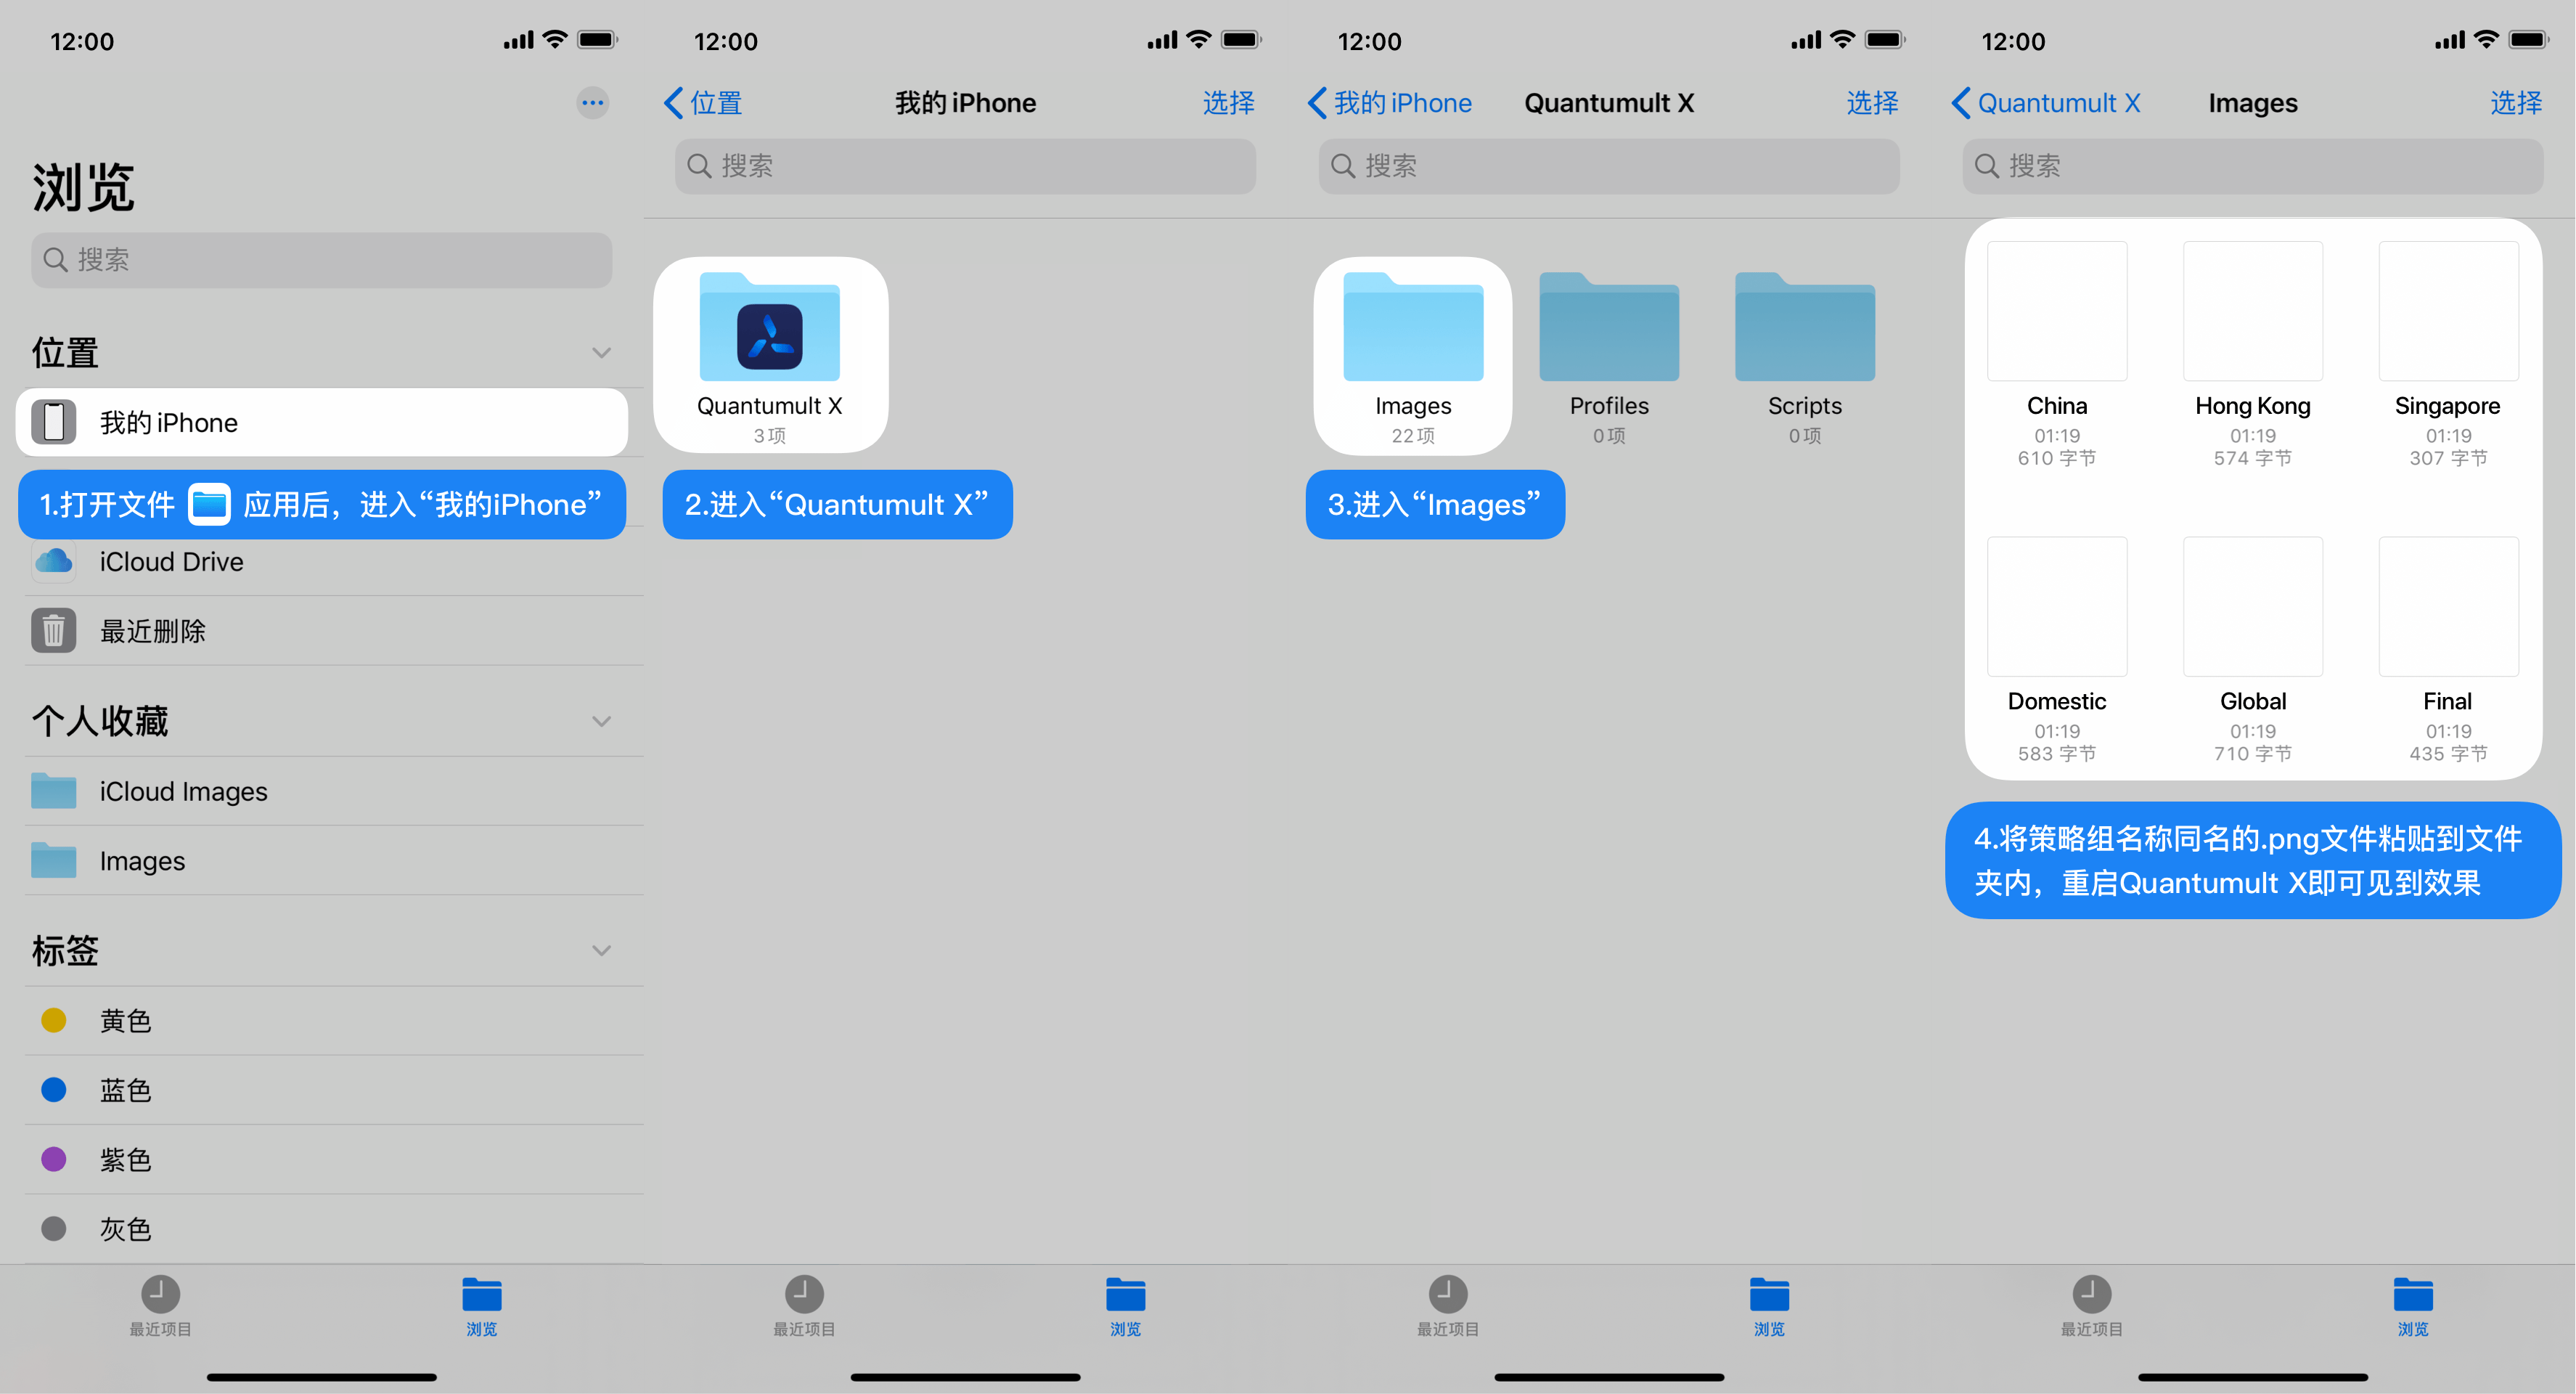 12:00
浏览
搜索
位置
我的 iPhone
1.打开文件 应用后，进入“我的iPhone”
iCloud Drive
最近删除
个人收藏
iCloud Images
Images
标签
黄色
蓝色
紫色
灰色
最近项目 浏览
12:00
位置 我的 iPhone 选择
搜索
Quantumult X
3项
2.进入“Quantumult X”
最近项目 浏览
12:00
我的 iPhone Quantumult X 选择
搜索
Images Profiles Scripts
22项 0项 0项
3.进入“Images”
最近项目 浏览
12:00
Quantumult X Images 选择
搜索
China Hong Kong Singapore
01:19 01:19 01:19
610 字节 574 字节 307 字节
Domestic Global Final
01:19 01:19 01:19
583 字节 710 字节 435 字节
4.将策略组名称同名的.png文件粘贴到文件
夹内，重启Quantumult X即可见到效果
最近项目 浏览